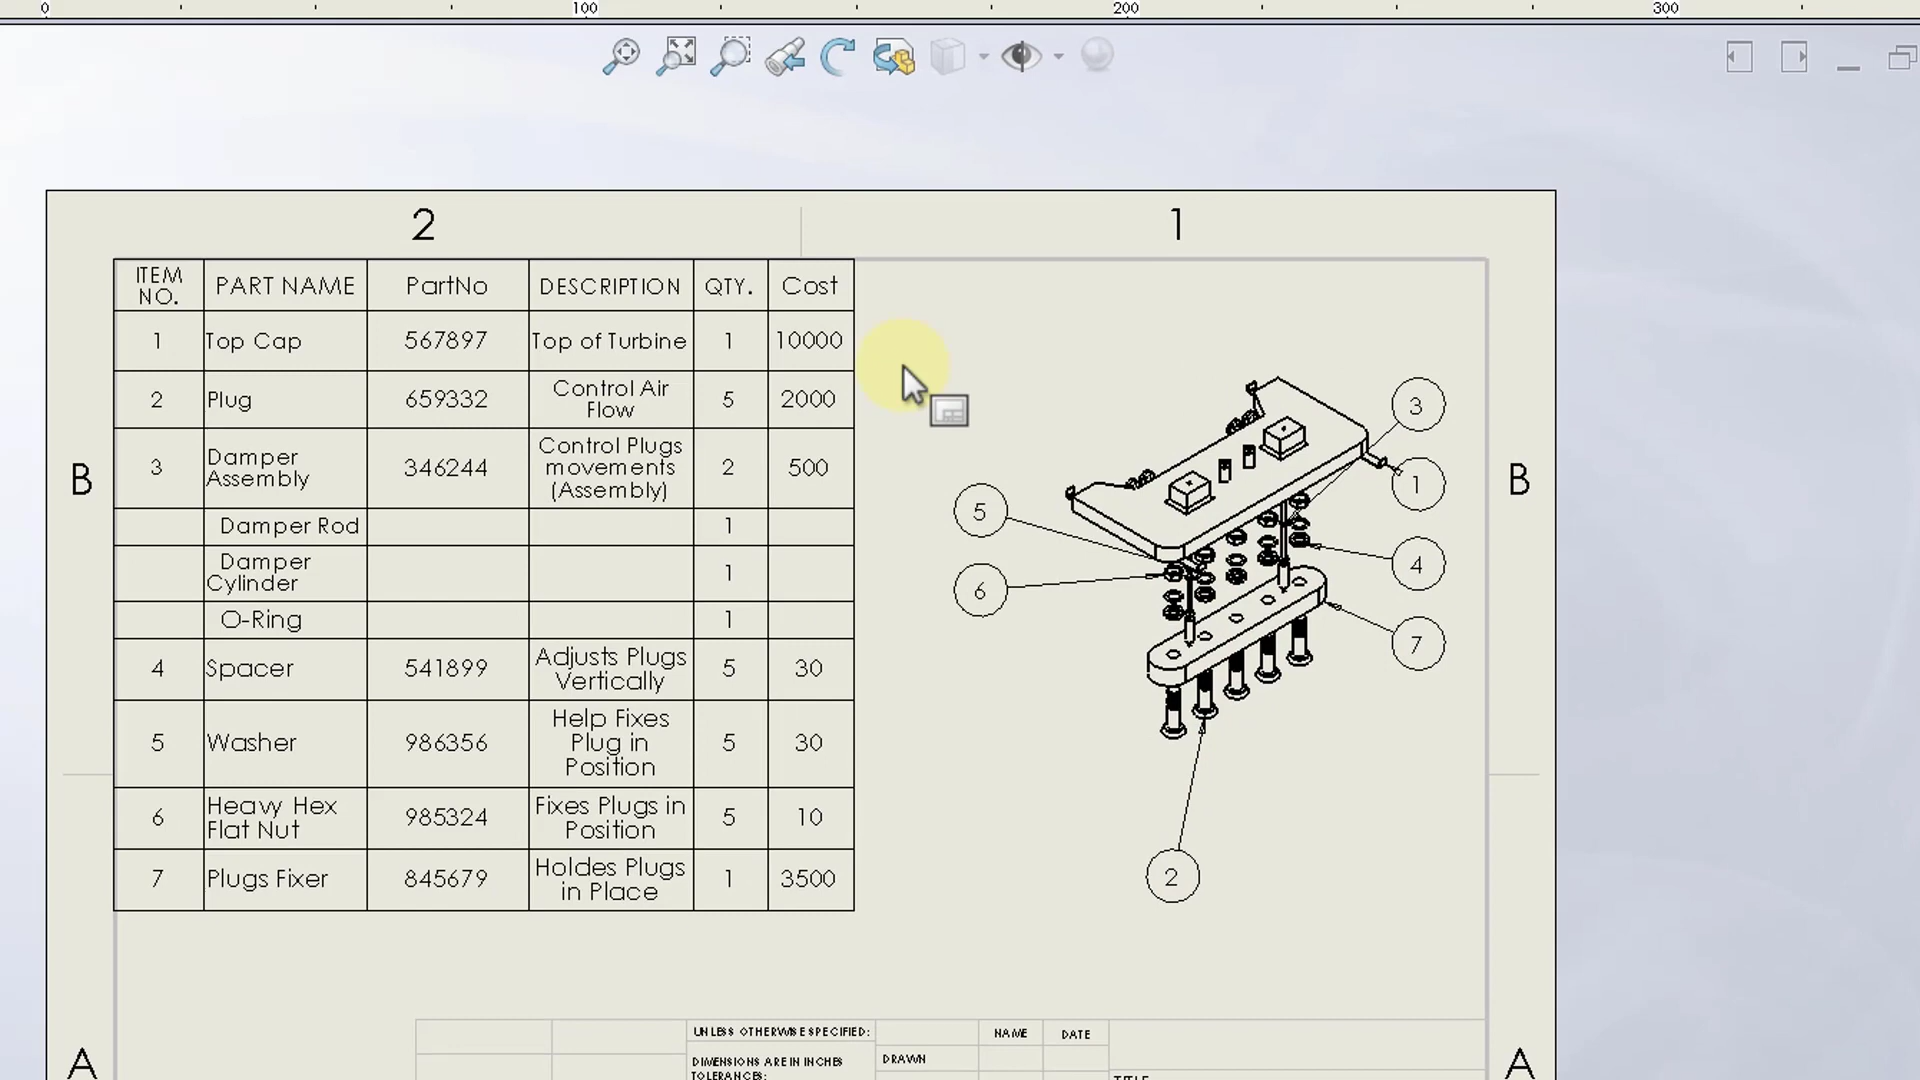 0 100 200 300
2 1
ITEM NO. PART NAME PartNo DESCRIPTION QTY. Cost
1 Top Cap 567897 Top of Turbine 1 10000
2 Plug 659332 Control Air Flow 5 2000
3 Damper Assembly 346244 Control Plugs movements (Assembly) 2 500
Damper Rod 1
Damper Cylinder 1
O-Ring 1
4 Spacer 541899 Adjusts Plugs Vertically 5 30
5 Washer 986356 Help Fixes Plug in Position 5 30
6 Heavy Hex Flat Nut 985324 Fixes Plugs in Position 5 10
7 Plugs Fixer 845679 Holdes Plugs in Place 1 3500
B
B
3
1
5
4
6
7
2
A
A
UNLESS OTHERWISE SPECIFIED:
NAME DATE
DIMENSIONS ARE IN INCHES
TOLERANCES:
DRAWN
TITLE